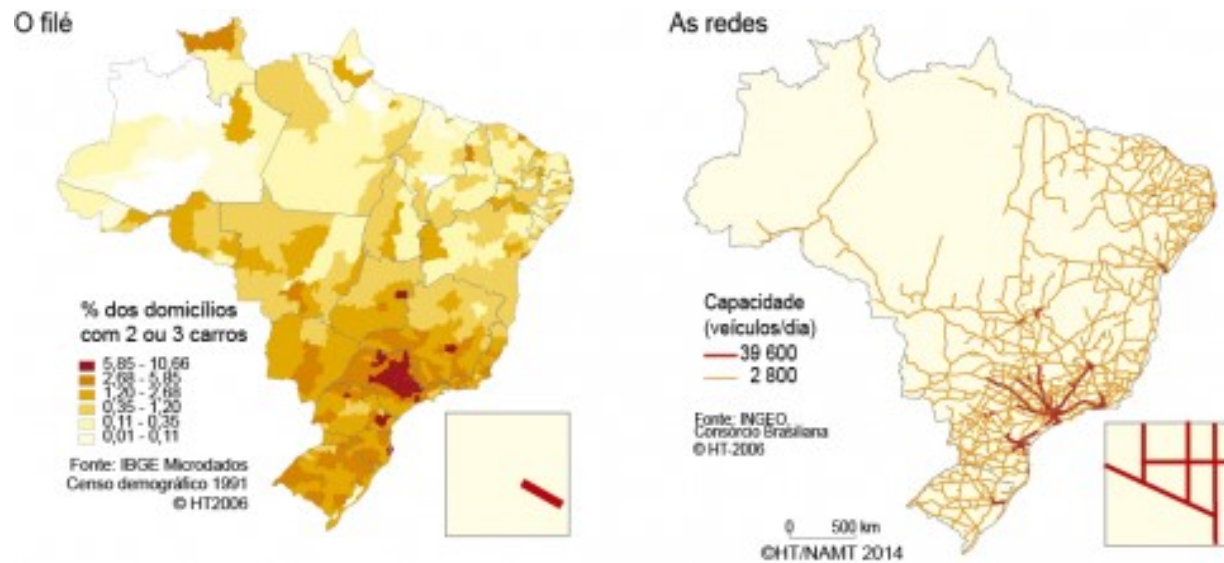 O filé
% dos domicílios
com 2 ou 3 carros
5,85 - 10,66
2,68 - 5,85
1,20 - 2,68
0,35 - 1,20
0,11 - 0,35
0,01 - 0,11
Fonte: IBGE Microdados
Censo demográfico 1991
© HT2006
As redes
Capacidade
(veículos/dia)
39 600
2 800
Fonte: INGEO,
Consórcio Brasiliana
© HT-2006
0 500 km
©HT/NAMT 2014